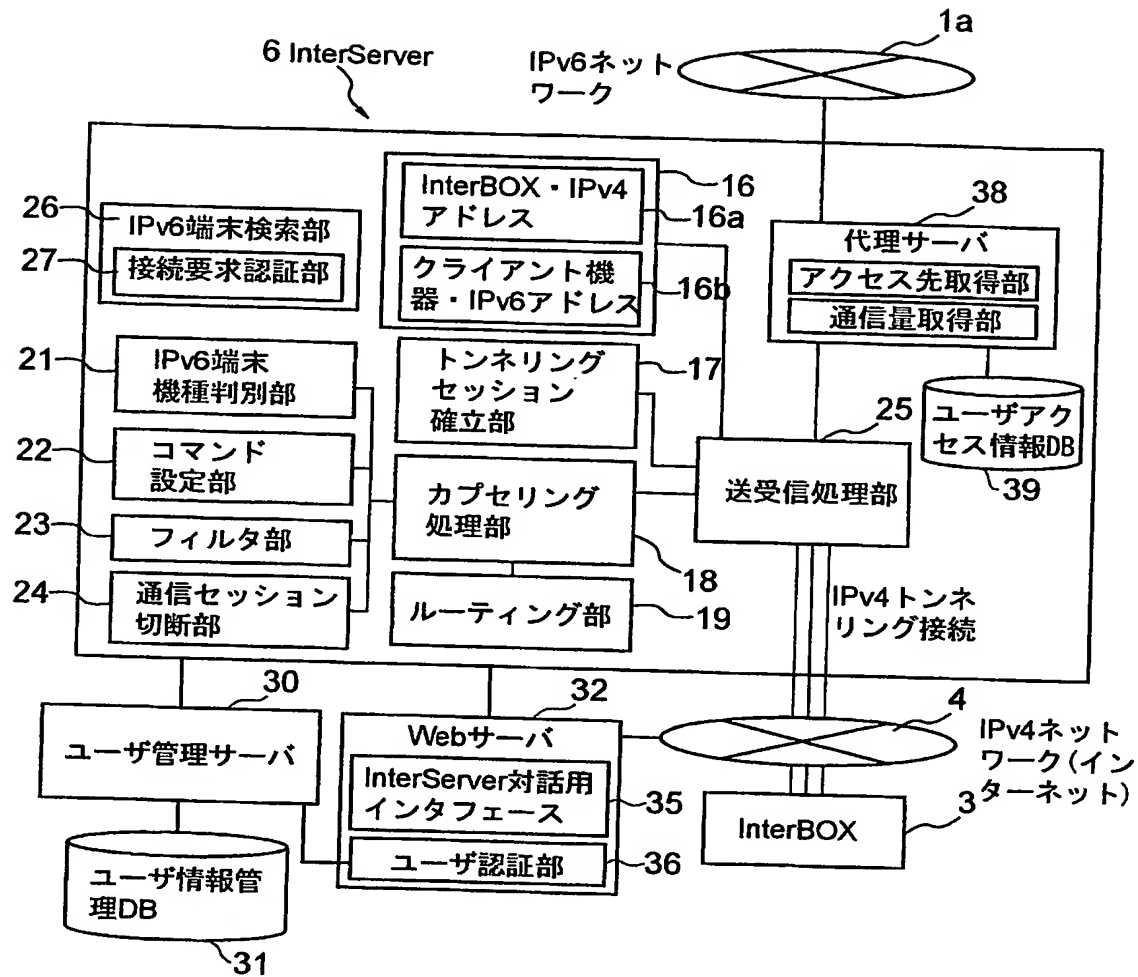 1a
6 InterServer
IPv6ネット
ワーク
26
IPv6端末検索部
27
接続要求認証部
InterBOX・IPv4
アドレス
16
16a
クライアント機
器・IPv6アドレス
16b
38
代理サーバ
アクセス先取得部
通信量取得部
21
IPv6端末
機種判別部
トンネリング
セッション
確立部
17
25
ユーザアク
セス情報DB
39
22
コマンド
設定部
カプセリング
処理部
18
送受信処理部
23
フィルタ部
24
通信セッション
切断部
ルーティング部
19
IPv4トンネ
リング接続
30
ユーザ管理サーバ
32
Webサーバ
InterServer対話用
インタフェース
35
ユーザ認証部
36
4
IPv4ネット
ワーク(イン
ターネット)
InterBOX
3
ユーザ情報管
理DB
31